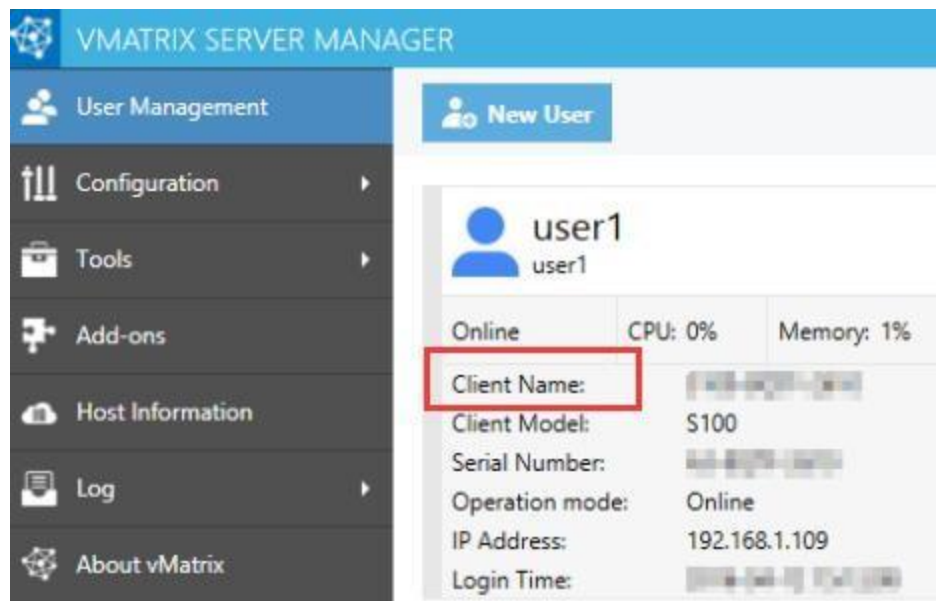 VMATRIX SERVER MANAGER
User Management
New User
Configuration
Tools
Add-ons
Host Information
Log
About vMatrix
user1
user1
Online CPU: 0% Memory: 1%
Client Name:
Client Model: S100
Serial Number:
Operation mode: Online
IP Address: 192.168.1.109
Login Time: